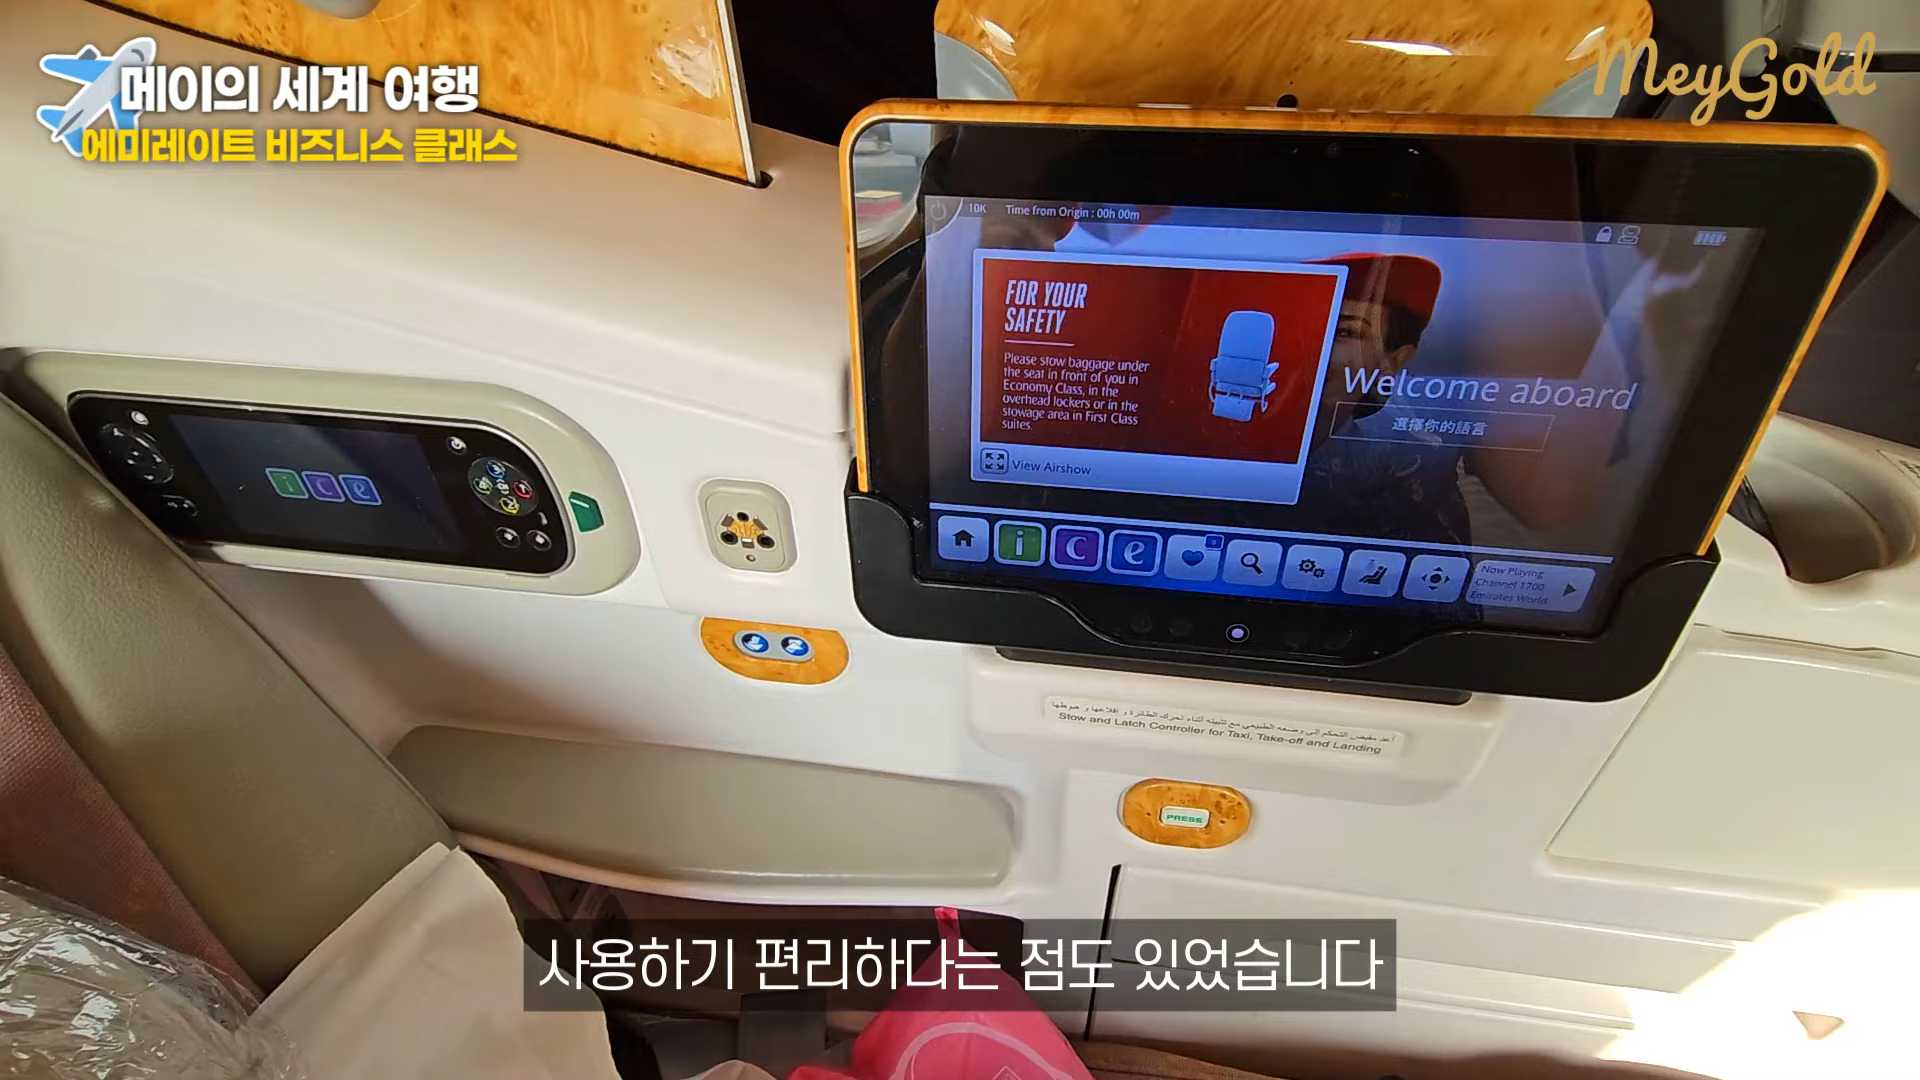 메이의 세계 여행
에미레이트 비즈니스 클래스
MeyGold
10K Time from Origin : 00h 00m
FOR YOUR
SAFETY
Please stow baggage under
the seat in front of you in
Economy Class, in the
overhead lockers or in the
stowage area in First Class
suites.
View Airshow
Welcome aboard
選擇你的語言
i c e
i c e
Now Playing
Channel 1700
Emirates World
Stow and Latch Controller for Taxi, Take-off and Landing
PRESS
사용하기 편리하다는 점도 있었습니다